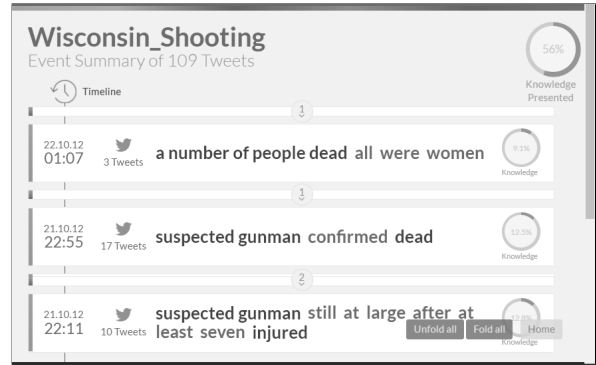 Wisconsin_Shooting
Event Summary of 109 Tweets
56%
Knowledge
Presented
Timeline
1
22.10.12
01:07
3 Tweets
a number of people dead all were women
9.1%
Knowledge
1
21.10.12
22:55
17 Tweets
suspected gunman confirmed dead
12.5%
Knowledge
2
21.10.12
22:11
10 Tweets
suspected gunman still at large after at
least seven injured
Knowledge
Unfold all
Fold all
Home